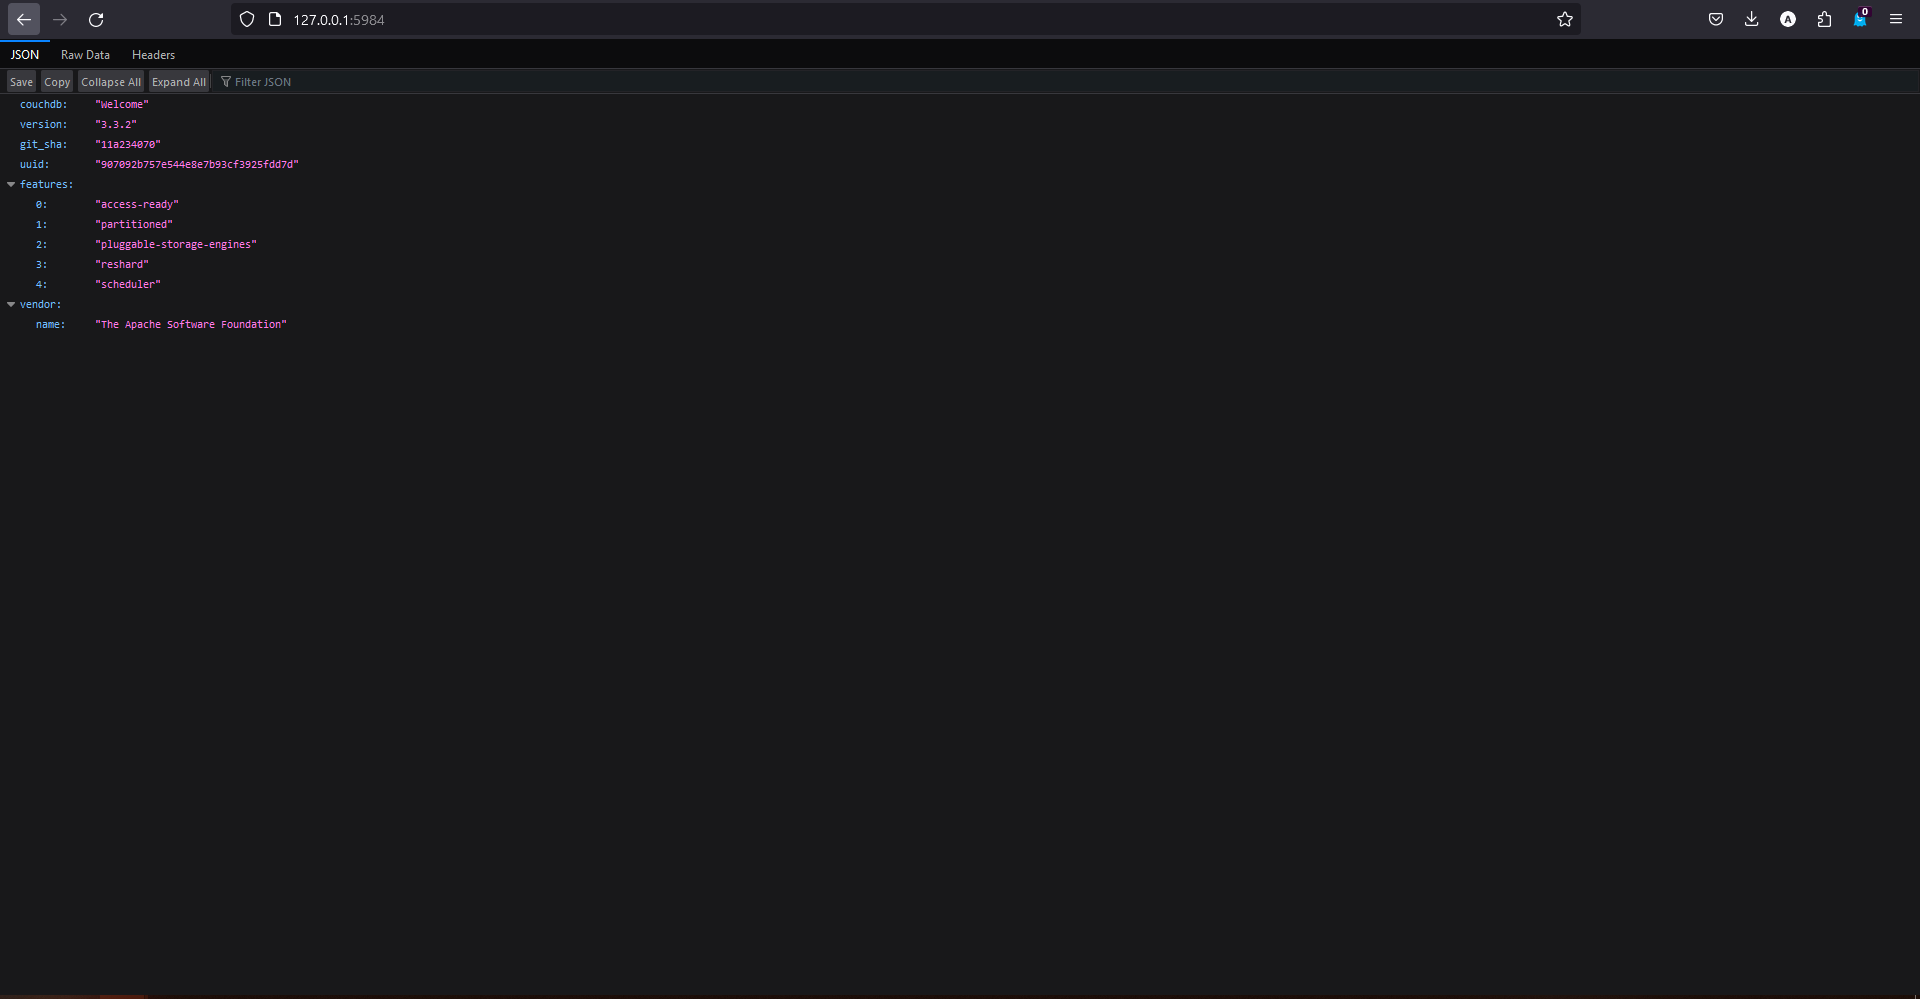 127.0.0.1:5984
A
0
JSON Raw Data Headers
Save Copy Collapse All Expand All Filter JSON
couchdb: "Welcome"
version: "3.3.2"
git_sha: "11a234070"
uuid: "907092b757e544e8e7b93cf3925fdd7d"
features:
0: "access-ready"
1: "partitioned"
2: "pluggable-storage-engines"
3: "reshard"
4: "scheduler"
vendor:
name: "The Apache Software Foundation"